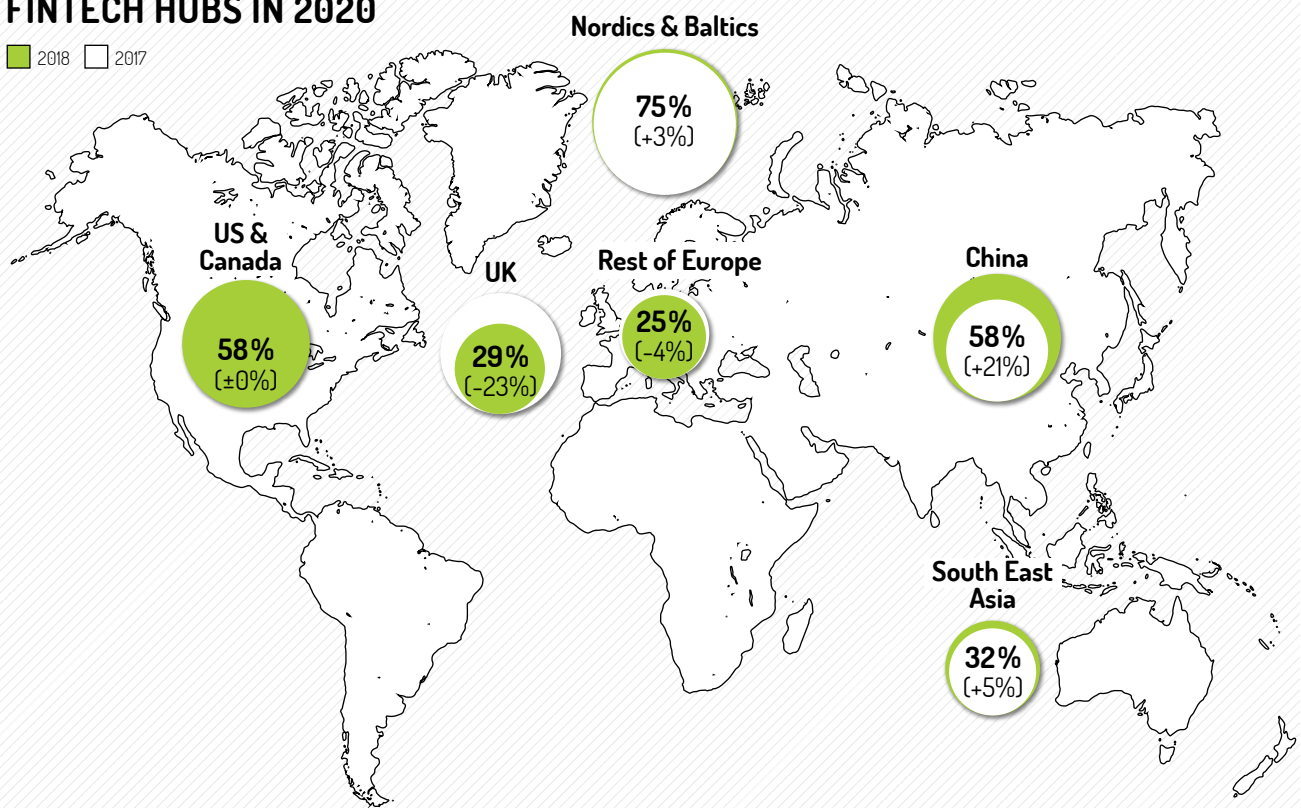 FINTECH HUBS IN 2020
2018 2017
Nordics & Baltics
75%
(+3%)
US &
Canada
58%
(±0%)
UK
29%
(-23%)
Rest of Europe
25%
(-4%)
China
58%
(+21%)
South East
Asia
32%
(+5%)